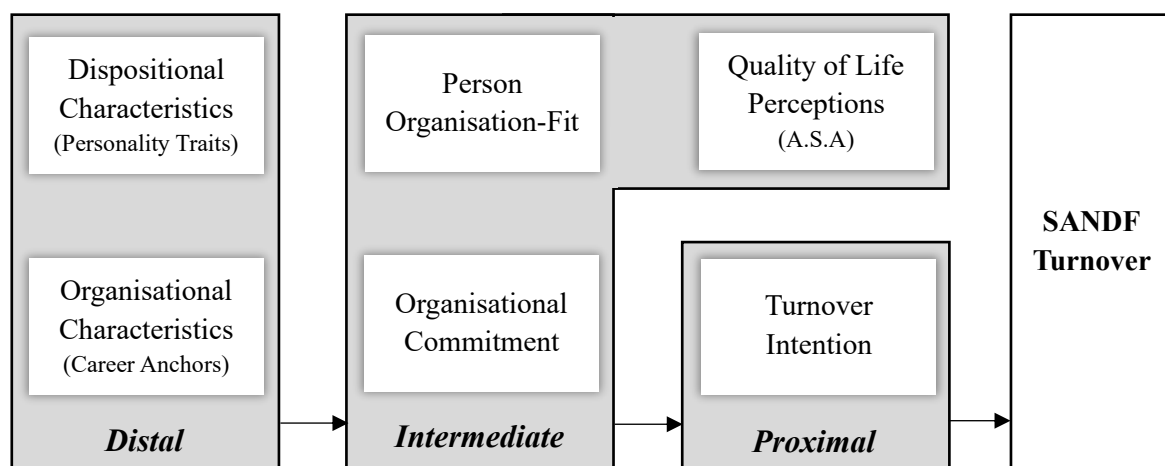 Dispositional
Characteristics
(Personality Traits)
Person
Organisation-Fit
Quality of Life
Perceptions
(A.S.A)
SANDF
Turnover
Organisational
Characteristics
(Career Anchors)
Organisational
Commitment
Turnover
Intention
Distal
Intermediate
Proximal